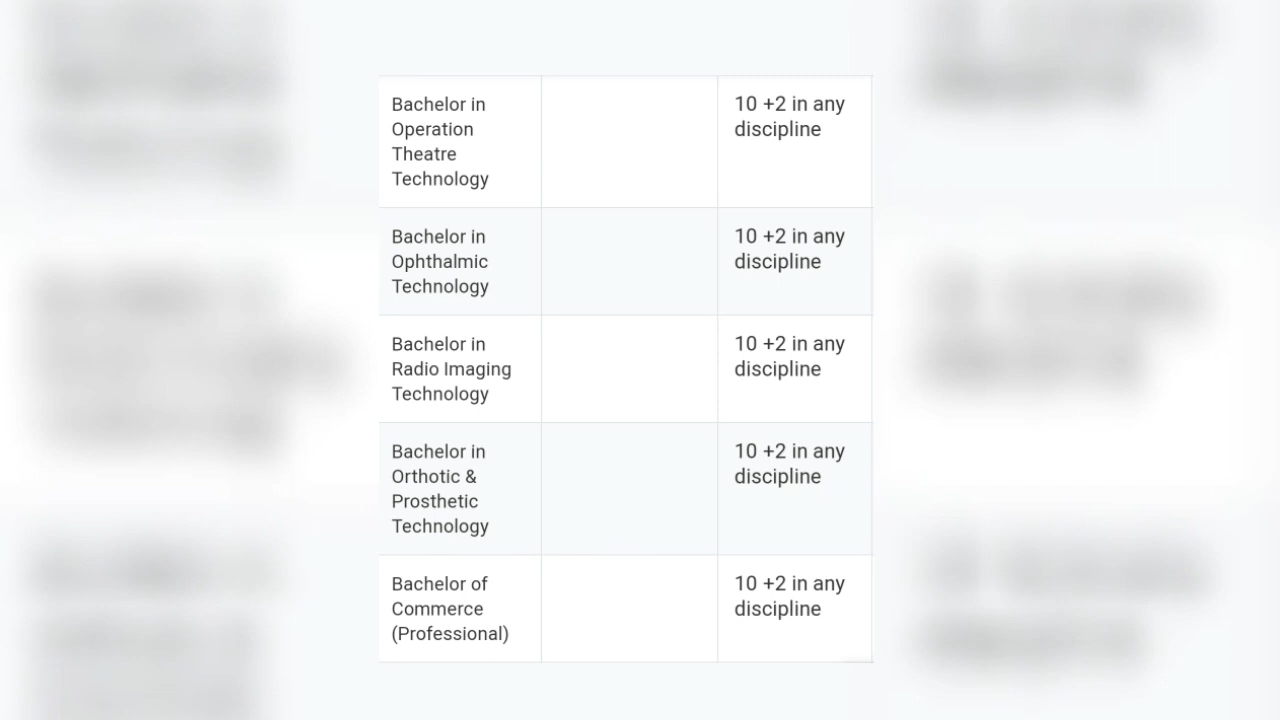 Bachelor in
Operation
Theatre
Technology
10 +2 in any
discipline
Bachelor in
Ophthalmic
Technology
10 +2 in any
discipline
Bachelor in
Radio Imaging
Technology
10 +2 in any
discipline
Bachelor in
Orthotic &
Prosthetic
Technology
10 +2 in any
discipline
Bachelor of
Commerce
(Professional)
10 +2 in any
discipline